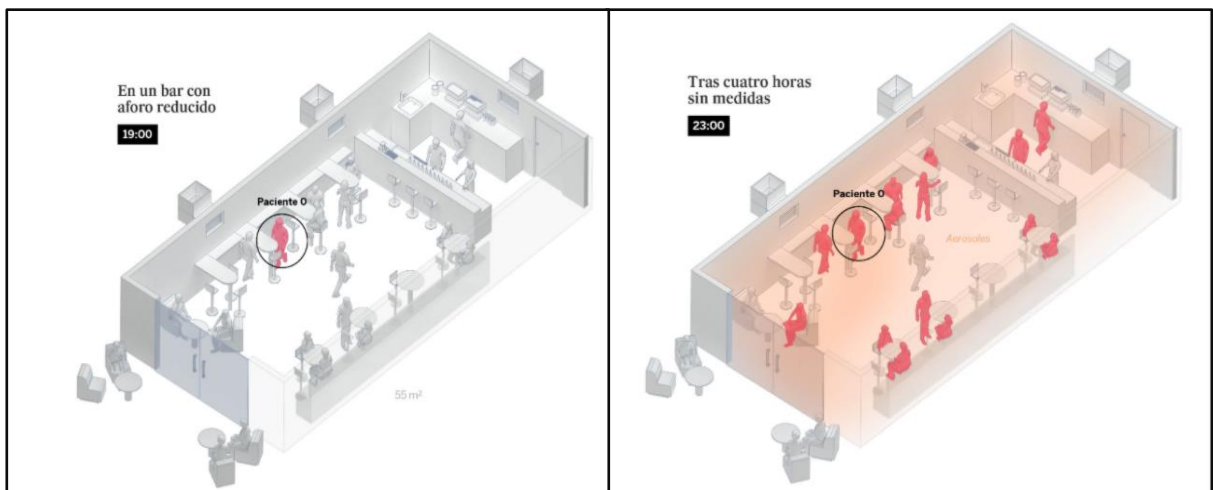 En un bar con
aforo reducido
19:00
Paciente 0
55 m²
Tras cuatro horas
sin medidas
23:00
Paciente 0
Aerosoles